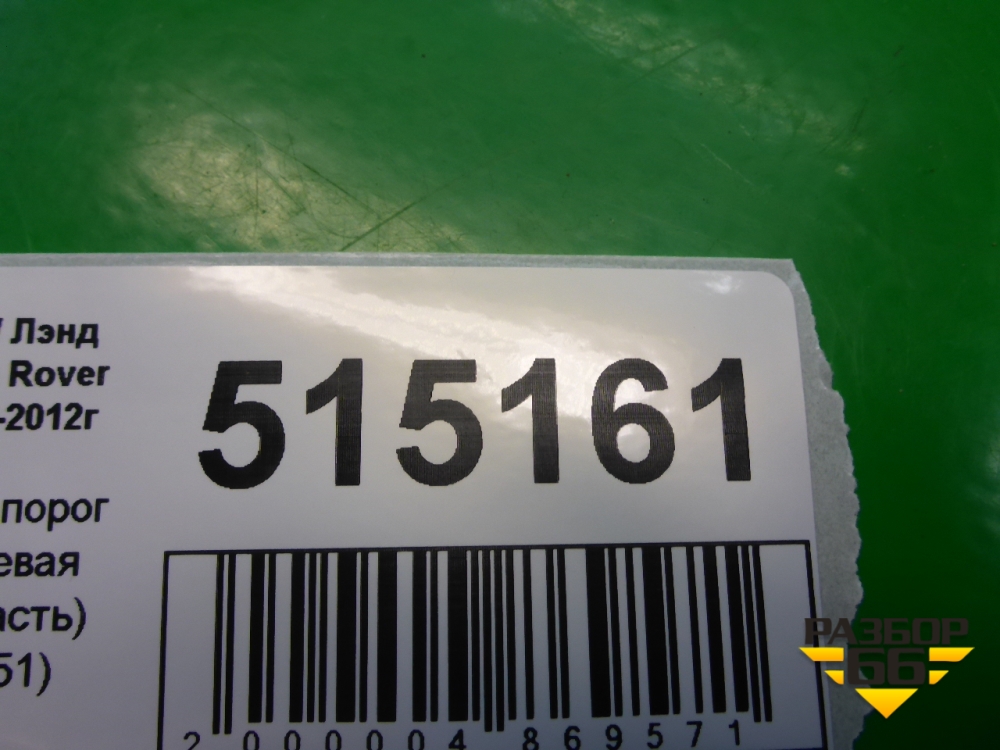 Лэнд
Rover
-2012г
515161
порог
евая
асть)
51)
2 000004 869571
РАЗБОР
66